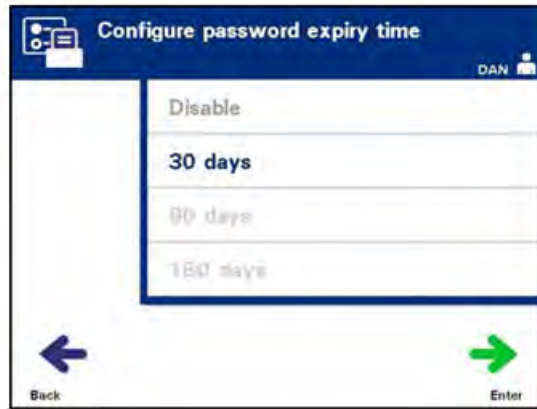 Configure password expiry time
DAN
Disable
30 days
90 days
180 days
Back
Enter